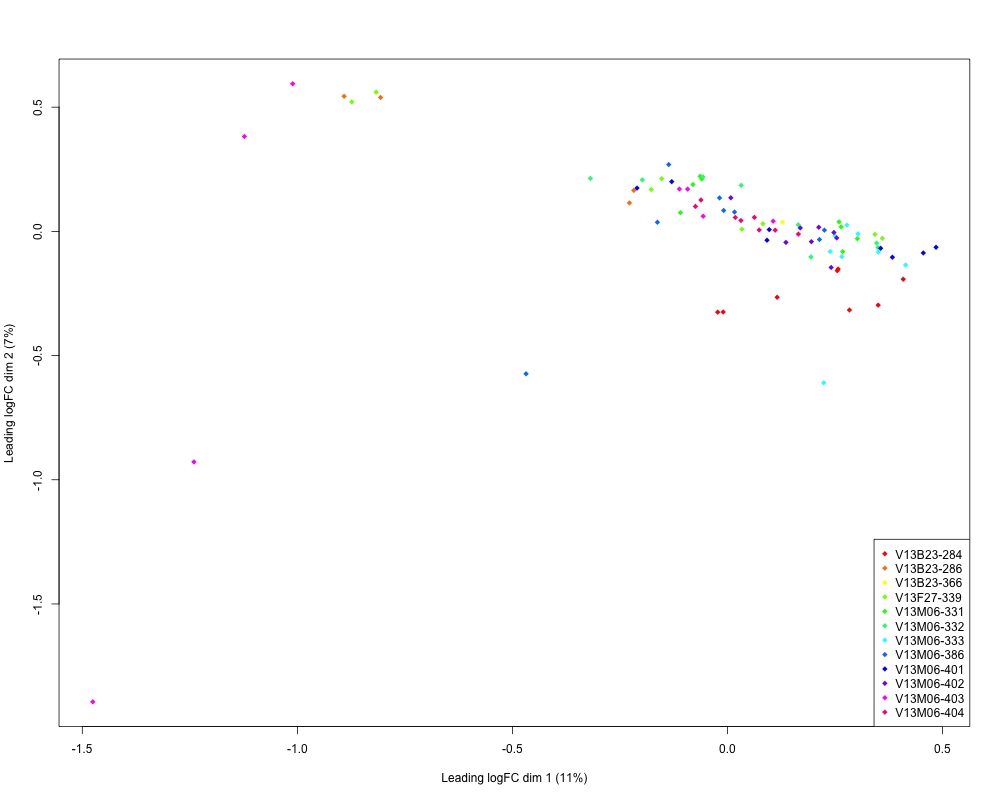 0.5
0.0
-0.5
-1.0
-1.5
Leading logFC dim 2 (7%)
V13B23-284
V13B23-286
V13B23-366
V13F27-339
V13M06-331
V13M06-332
V13M06-333
V13M06-386
V13M06-401
V13M06-402
V13M06-403
V13M06-404
-1.5 -1.0 -0.5 0.0 0.5
Leading logFC dim 1 (11%)